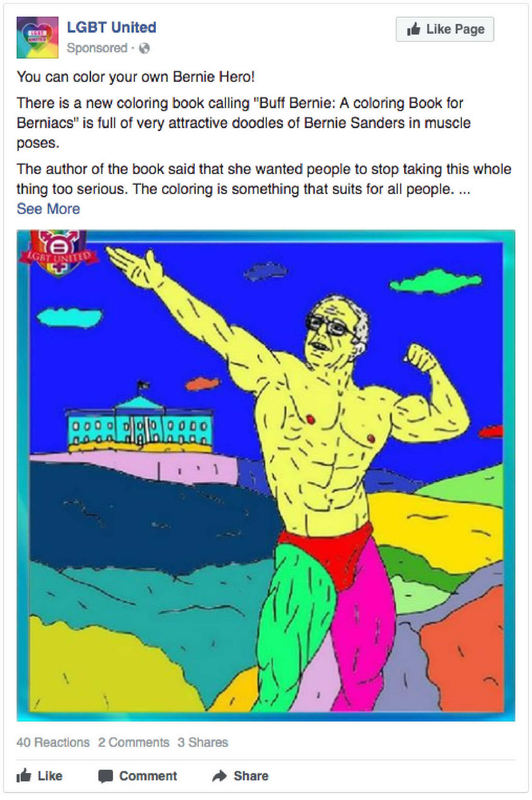 LGBT United
Sponsored ·
Like Page
You can color your own Bernie Hero!
There is a new coloring book calling "Buff Bernie: A coloring Book for
Berniacs" is full of very attractive doodles of Bernie Sanders in muscle
poses.
The author of the book said that she wanted people to stop taking this whole
thing too serious. The coloring is something that suits for all people. ...
See More
LGBT UNITED
40 Reactions 2 Comments 3 Shares
Like Comment Share